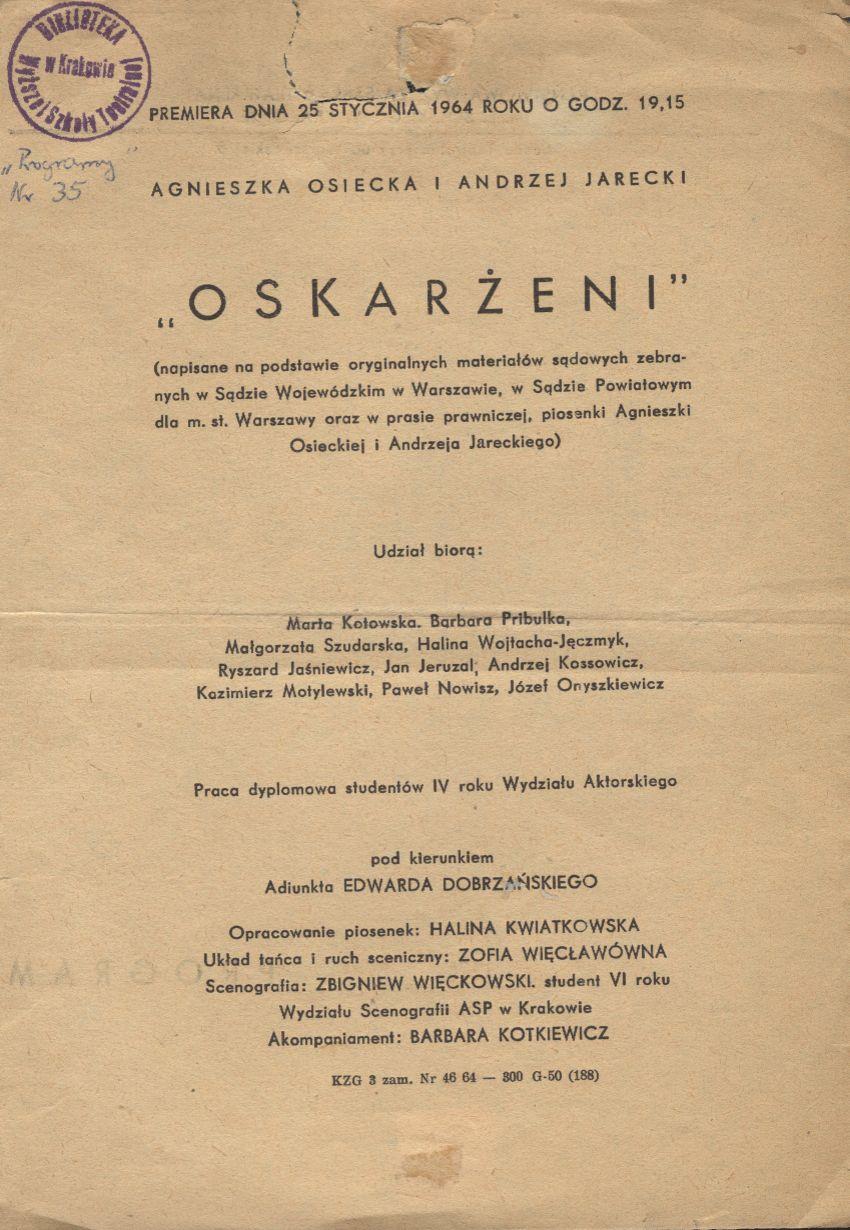 BIBLIOTEKA
w Krakowie
Wyższej Szkoły Teatralnej
PREMIERA DNIA 25 STYCZNIA 1964 ROKU O GODZ. 19,15
„Programy”
Nr 35
AGNIESZKA OSIECKA I ANDRZEJ JARECKI
„OSKARŻENI”
(napisane na podstawie oryginalnych materiałów sądowych zebra-
nych w Sądzie Wojewódzkim w Warszawie, w Sądzie Powiatowym
dla m. st. Warszawy oraz w prasie prawniczej, piosenki Agnieszki
Osieckiej i Andrzeja Jareckiego)
Udział biorą:
Marta Kotowska. Barbara Pribulka,
Małgorzata Szudarska, Halina Wojtacha-Jęczmyk,
Ryszard Jaśniewicz, Jan Jeruzal, Andrzej Kossowicz,
Kazimierz Motylewski, Paweł Nowisz, Józef Onyszkiewicz
Praca dyplomowa studentów IV roku Wydziału Aktorskiego
pod kierunkiem
Adiunkta EDWARDA DOBRZAŃSKIEGO
Opracowanie piosenek: HALINA KWIATKOWSKA
Układ tańca i ruch sceniczny: ZOFIA WIĘCŁAWÓWNA
Scenografia: ZBIGNIEW WIĘCKOWSKI. student VI roku
Wydziału Scenografii ASP w Krakowie
Akompaniament: BARBARA KOTKIEWICZ
KZG 3 zam. Nr 46 64 — 300 G-50 (188)